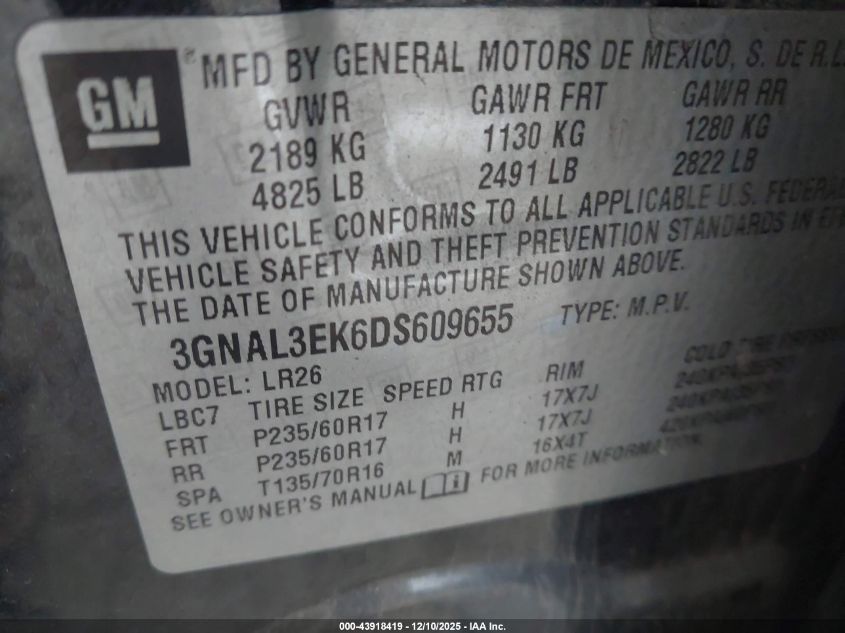 GM
® MFD BY GENERAL MOTORS DE MEXICO, S. DE R.L.
GVWR GAWR FRT GAWR RR
2189 KG 1130 KG 1280 KG
4825 LB 2491 LB 2822 LB
THIS VEHICLE CONFORMS TO ALL APPLICABLE U.S. FEDERAL
VEHICLE SAFETY AND THEFT PREVENTION STANDARDS IN
THE DATE OF MANUFACTURE SHOWN ABOVE.
3GNAL3EK6DS609655 TYPE: M.P.V.
MODEL: LR26
LBC7 TIRE SIZE SPEED RTG RIM COLD TIRE
FRT P235/60R17 H 17X7J
RR P235/60R17 H 17X7J
SPA T135/70R16 M 16X4T
SEE OWNER'S MANUAL i FOR MORE INFORMATION.
000-43918419 - 12/10/2025 - IAA Inc.